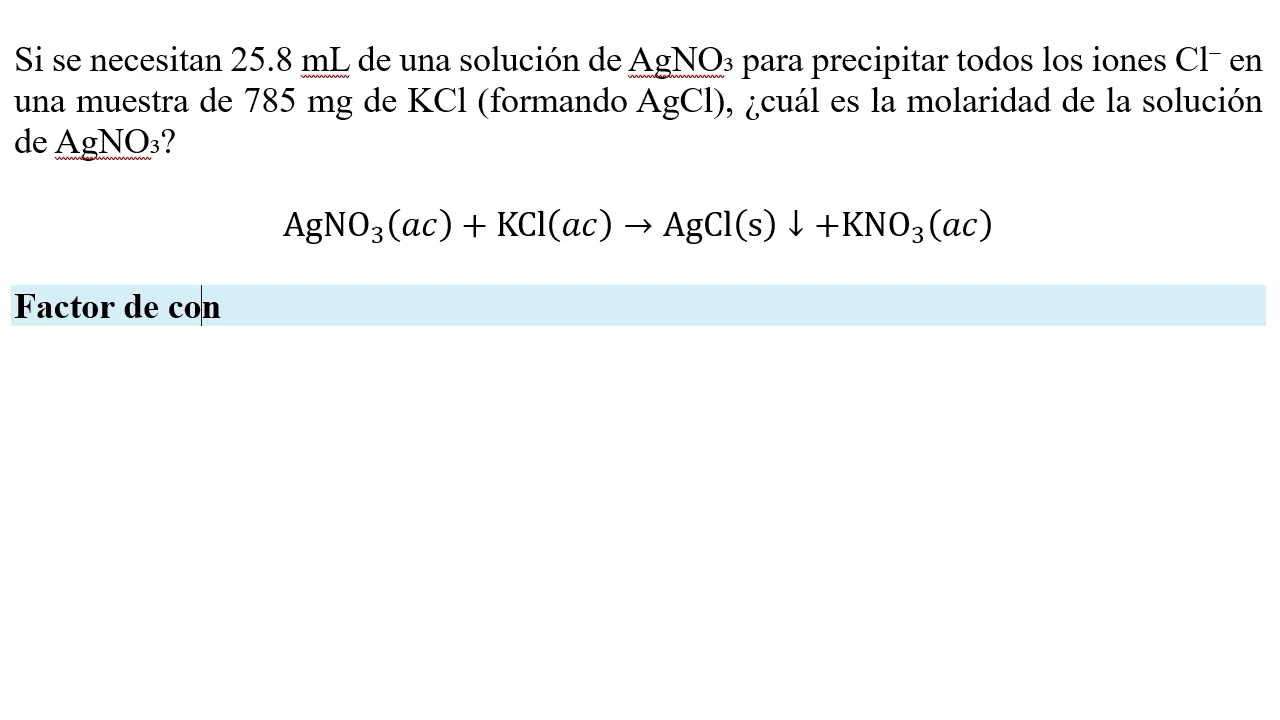 Si se necesitan 25.8 mL de una solución de AgNO₃ para precipitar todos los iones Cl⁻ en
una muestra de 785 mg de KCl (formando AgCl), ¿cuál es la molaridad de la solución
de AgNO₃?
AgNO₃(ac) + KCl(ac) → AgCl(s) ↓ +KNO₃(ac)
Factor de con